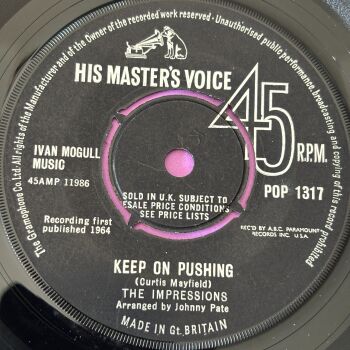 The Gramophone Co. Ltd. All rights of the Manufacturer and of the Owner of the recorded work reserved - Unauthorised public performance, broadcasting and copying of this record prohibited
HIS MASTER'S VOICE
45 R.P.M.
IVAN MOGULL
MUSIC
45AMP 11986
POP 1317
SOLD IN U.K. SUBJECT TO
RESALE PRICE CONDITIONS
SEE PRICE LISTS
Recording first
published 1964
REC'D BY A.B.C. PARAMOUNT
RECORDS INC. U.S.A.
KEEP ON PUSHING
(Curtis Mayfield)
THE IMPRESSIONS
Arranged by Johnny Pate
MADE IN Gt. BRITAIN